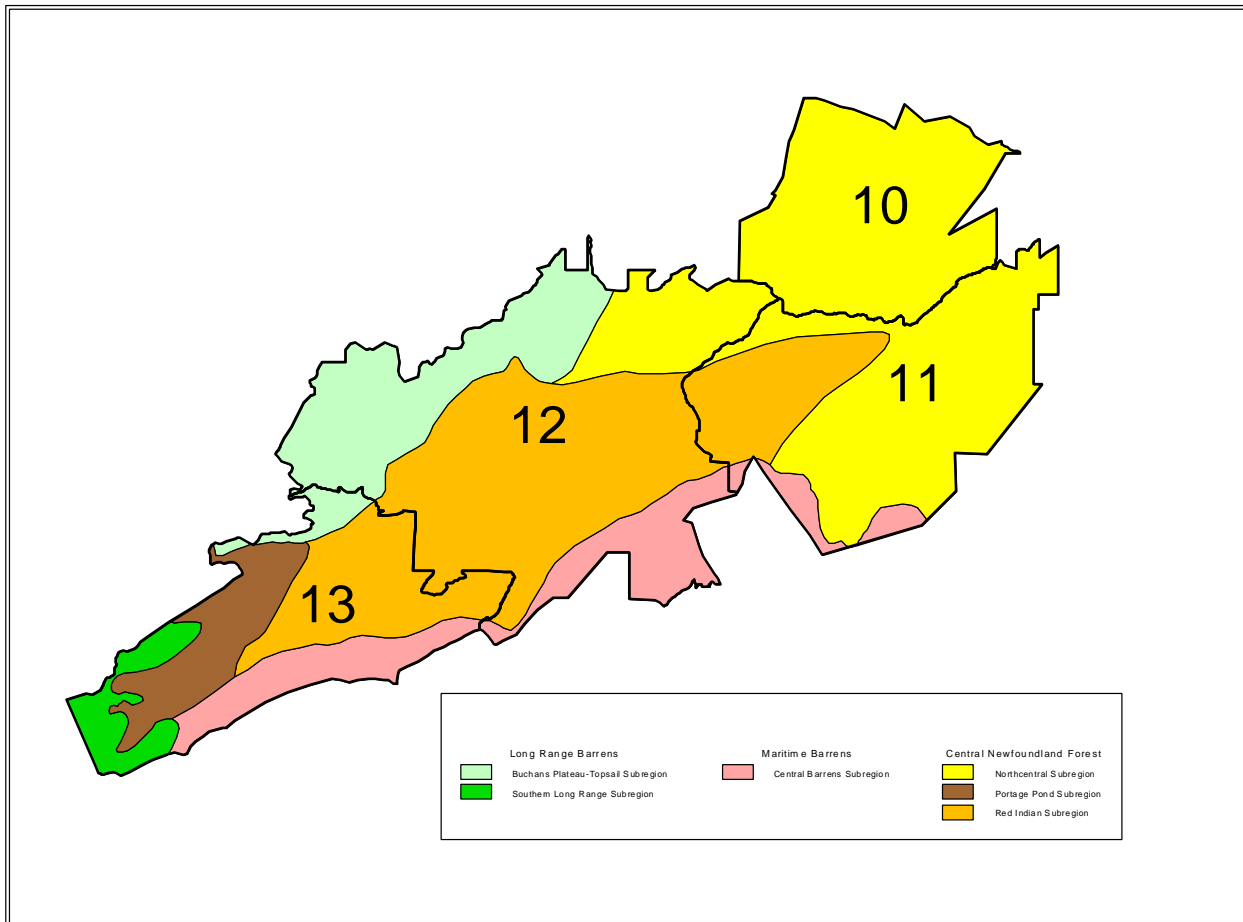 10
11
12
13
Long Range Barrens
Buchans Plateau-Topsail Subregion
Southern Long Range Subregion
Maritime Barrens
Central Barrens Subregion
Central Newfoundland Forest
Northcentral Subregion
Portage Pond Subregion
Red Indian Subregion